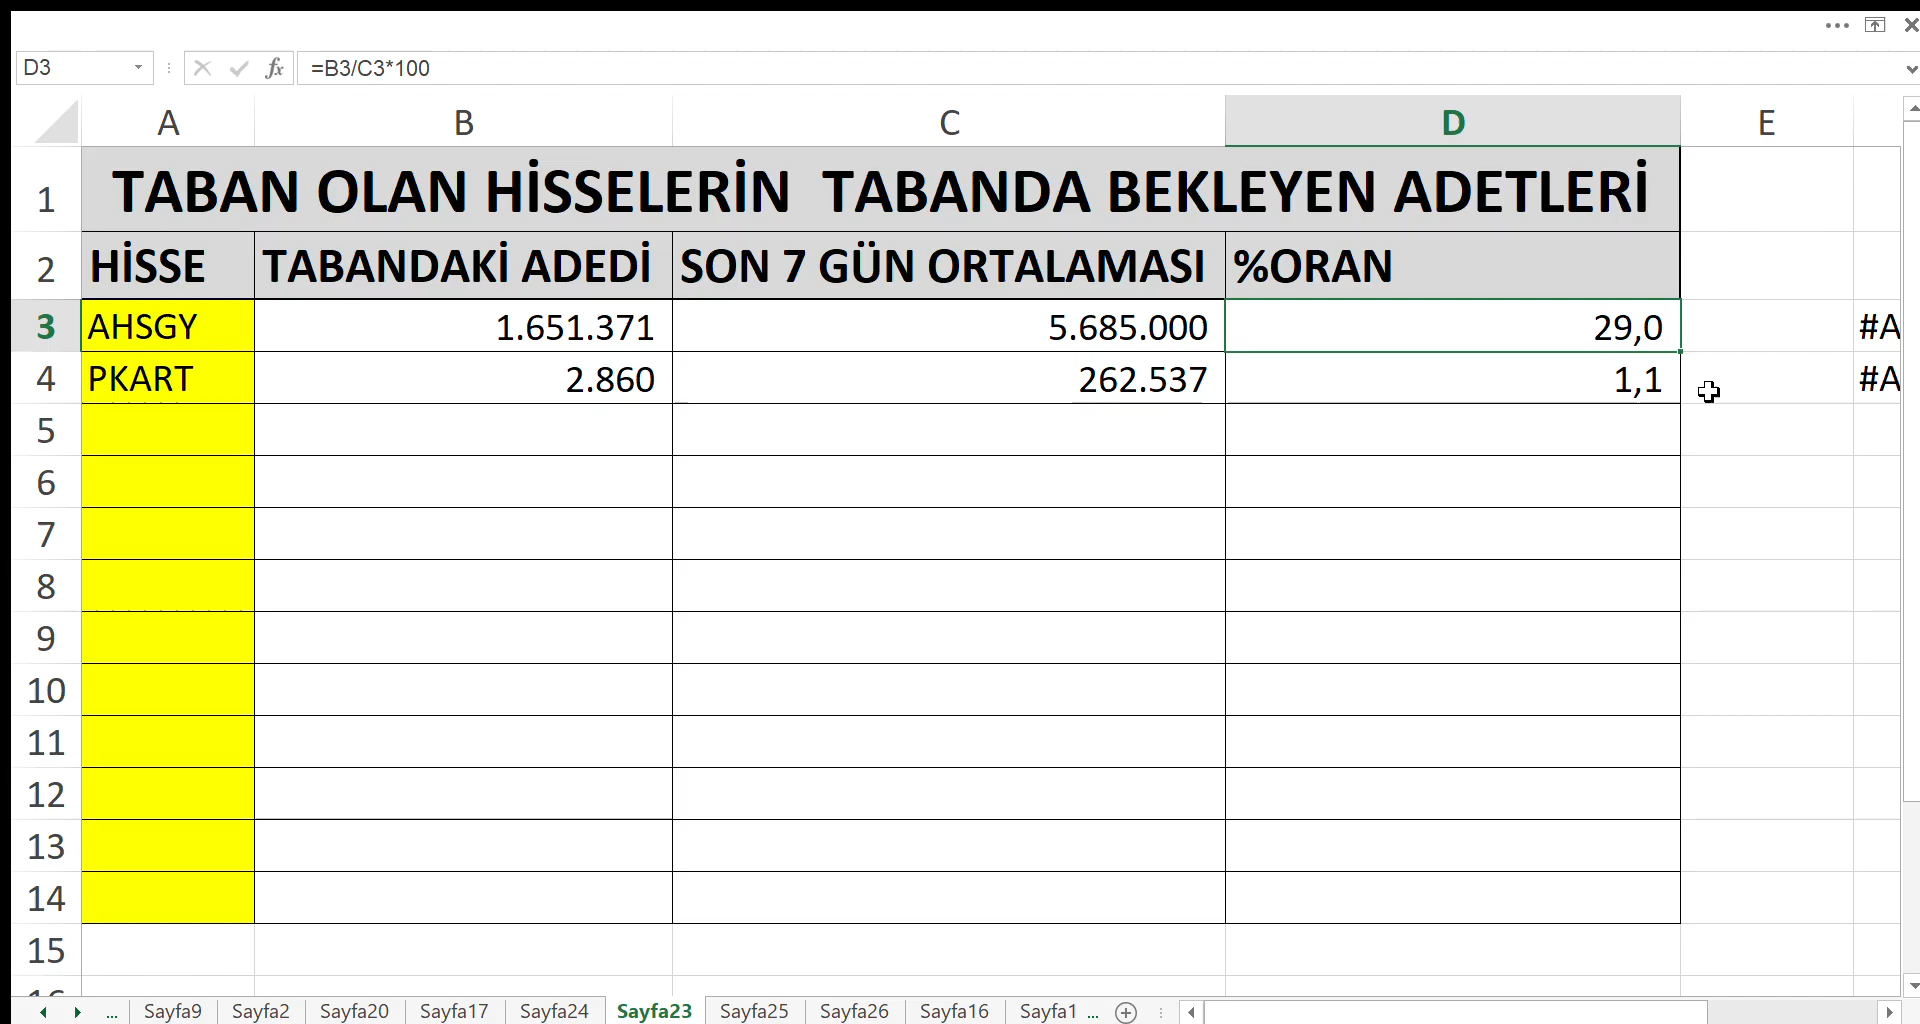 D3 =B3/C3*100
A B C D E
1 TABAN OLAN HİSSELERİN TABANDA BEKLEYEN ADETLERİ
2 HİSSE TABANDAKİ ADEDİ SON 7 GÜN ORTALAMASI %ORAN
3 AHSGY 1.651.371 5.685.000 29,0 #A
4 PKART 2.860 262.537 1,1 #A
5
6
7
8
9
10
11
12
13
14
15
... Sayfa9 Sayfa2 Sayfa20 Sayfa17 Sayfa24 Sayfa23 Sayfa25 Sayfa26 Sayfa16 Sayfa1 ...